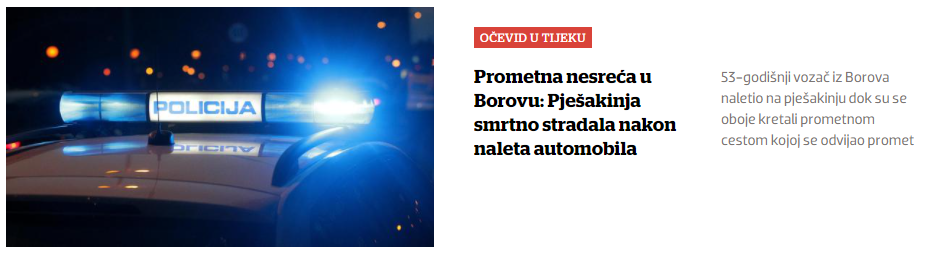 POLICIJA
OČEVID U TIJEKU
Prometna nesreća u
Borovu: Pješakinja
smrtno stradala nakon
naleta automobila
53-godišnji vozač iz Borova
naletio na pješakinju dok su se
oboje kretali prometnom
cestom kojoj se odvijao promet